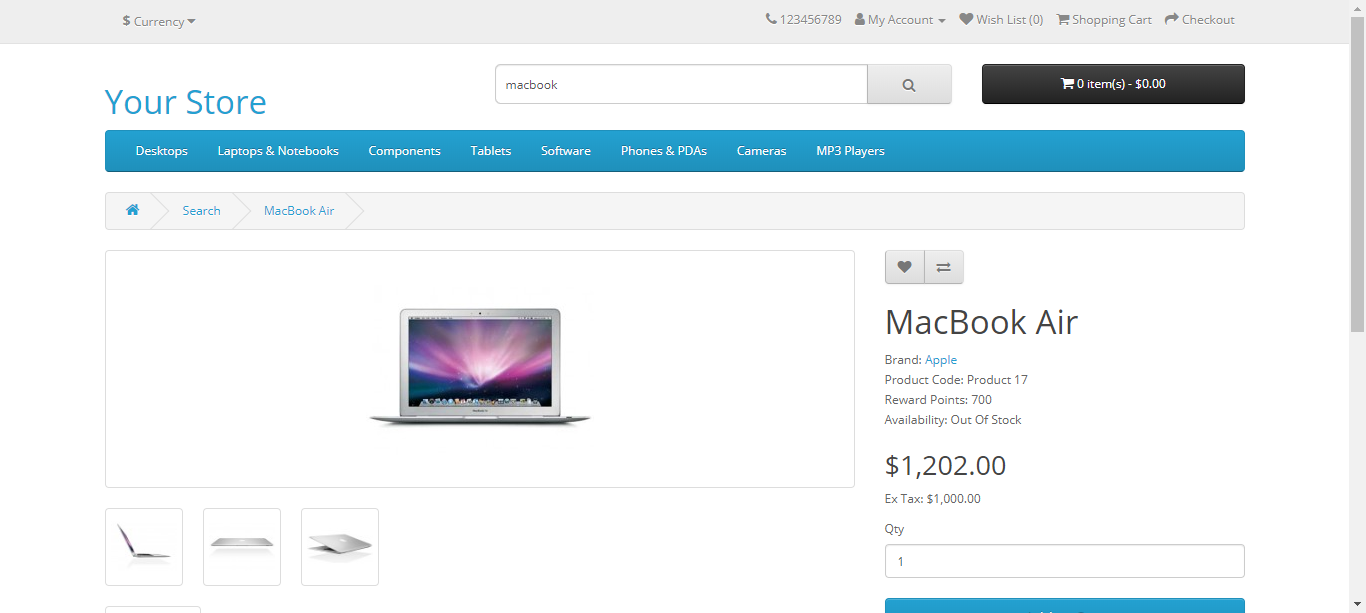 $ Currency
123456789 My Account Wish List (0) Shopping Cart Checkout
Your Store
macbook
0 item(s) - $0.00
Desktops Laptops & Notebooks Components Tablets Software Phones & PDAs Cameras MP3 Players
Search MacBook Air
MacBook Air
Brand: Apple
Product Code: Product 17
Reward Points: 700
Availability: Out Of Stock
$1,202.00
Ex Tax: $1,000.00
Qty
1